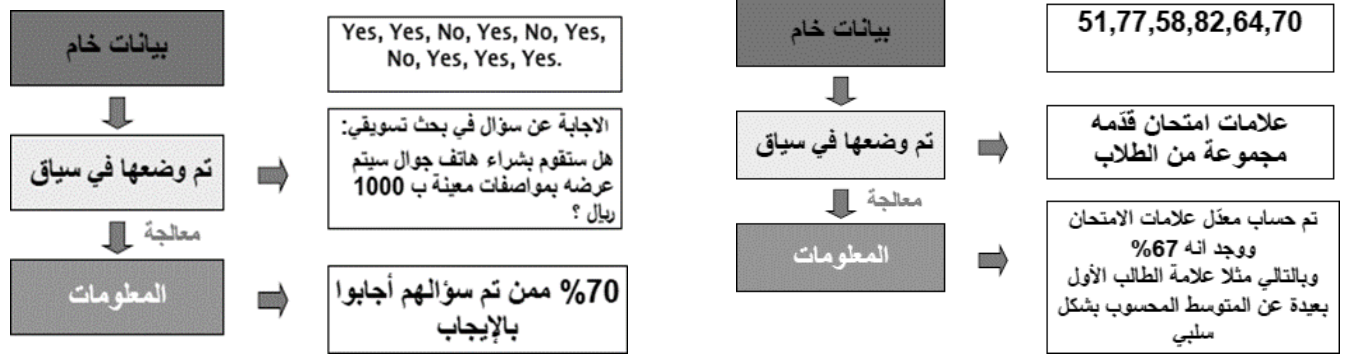 بيانات خام
Yes, Yes, No, Yes, No, Yes,
No, Yes, Yes, Yes.
تم وضعها في سياق
الاجابة عن سؤال في بحث تسويقي:
هل ستقوم بشراء هاتف جوال سيتم
عرضه بمواصفات معينة ب 1000
ريال ؟
معالجة
المعلومات
70% ممن تم سؤالهم أجابوا
بالإيجاب
بيانات خام
51,77,58,82,64,70
تم وضعها في سياق
علامات امتحان قدّمه
مجموعة من الطلاب
معالجة
المعلومات
تم حساب معدّل علامات الامتحان
ووجد انه 67%
وبالتالي مثلا علامة الطالب الأول
بعيدة عن المتوسط المحسوب بشكل
سلبي